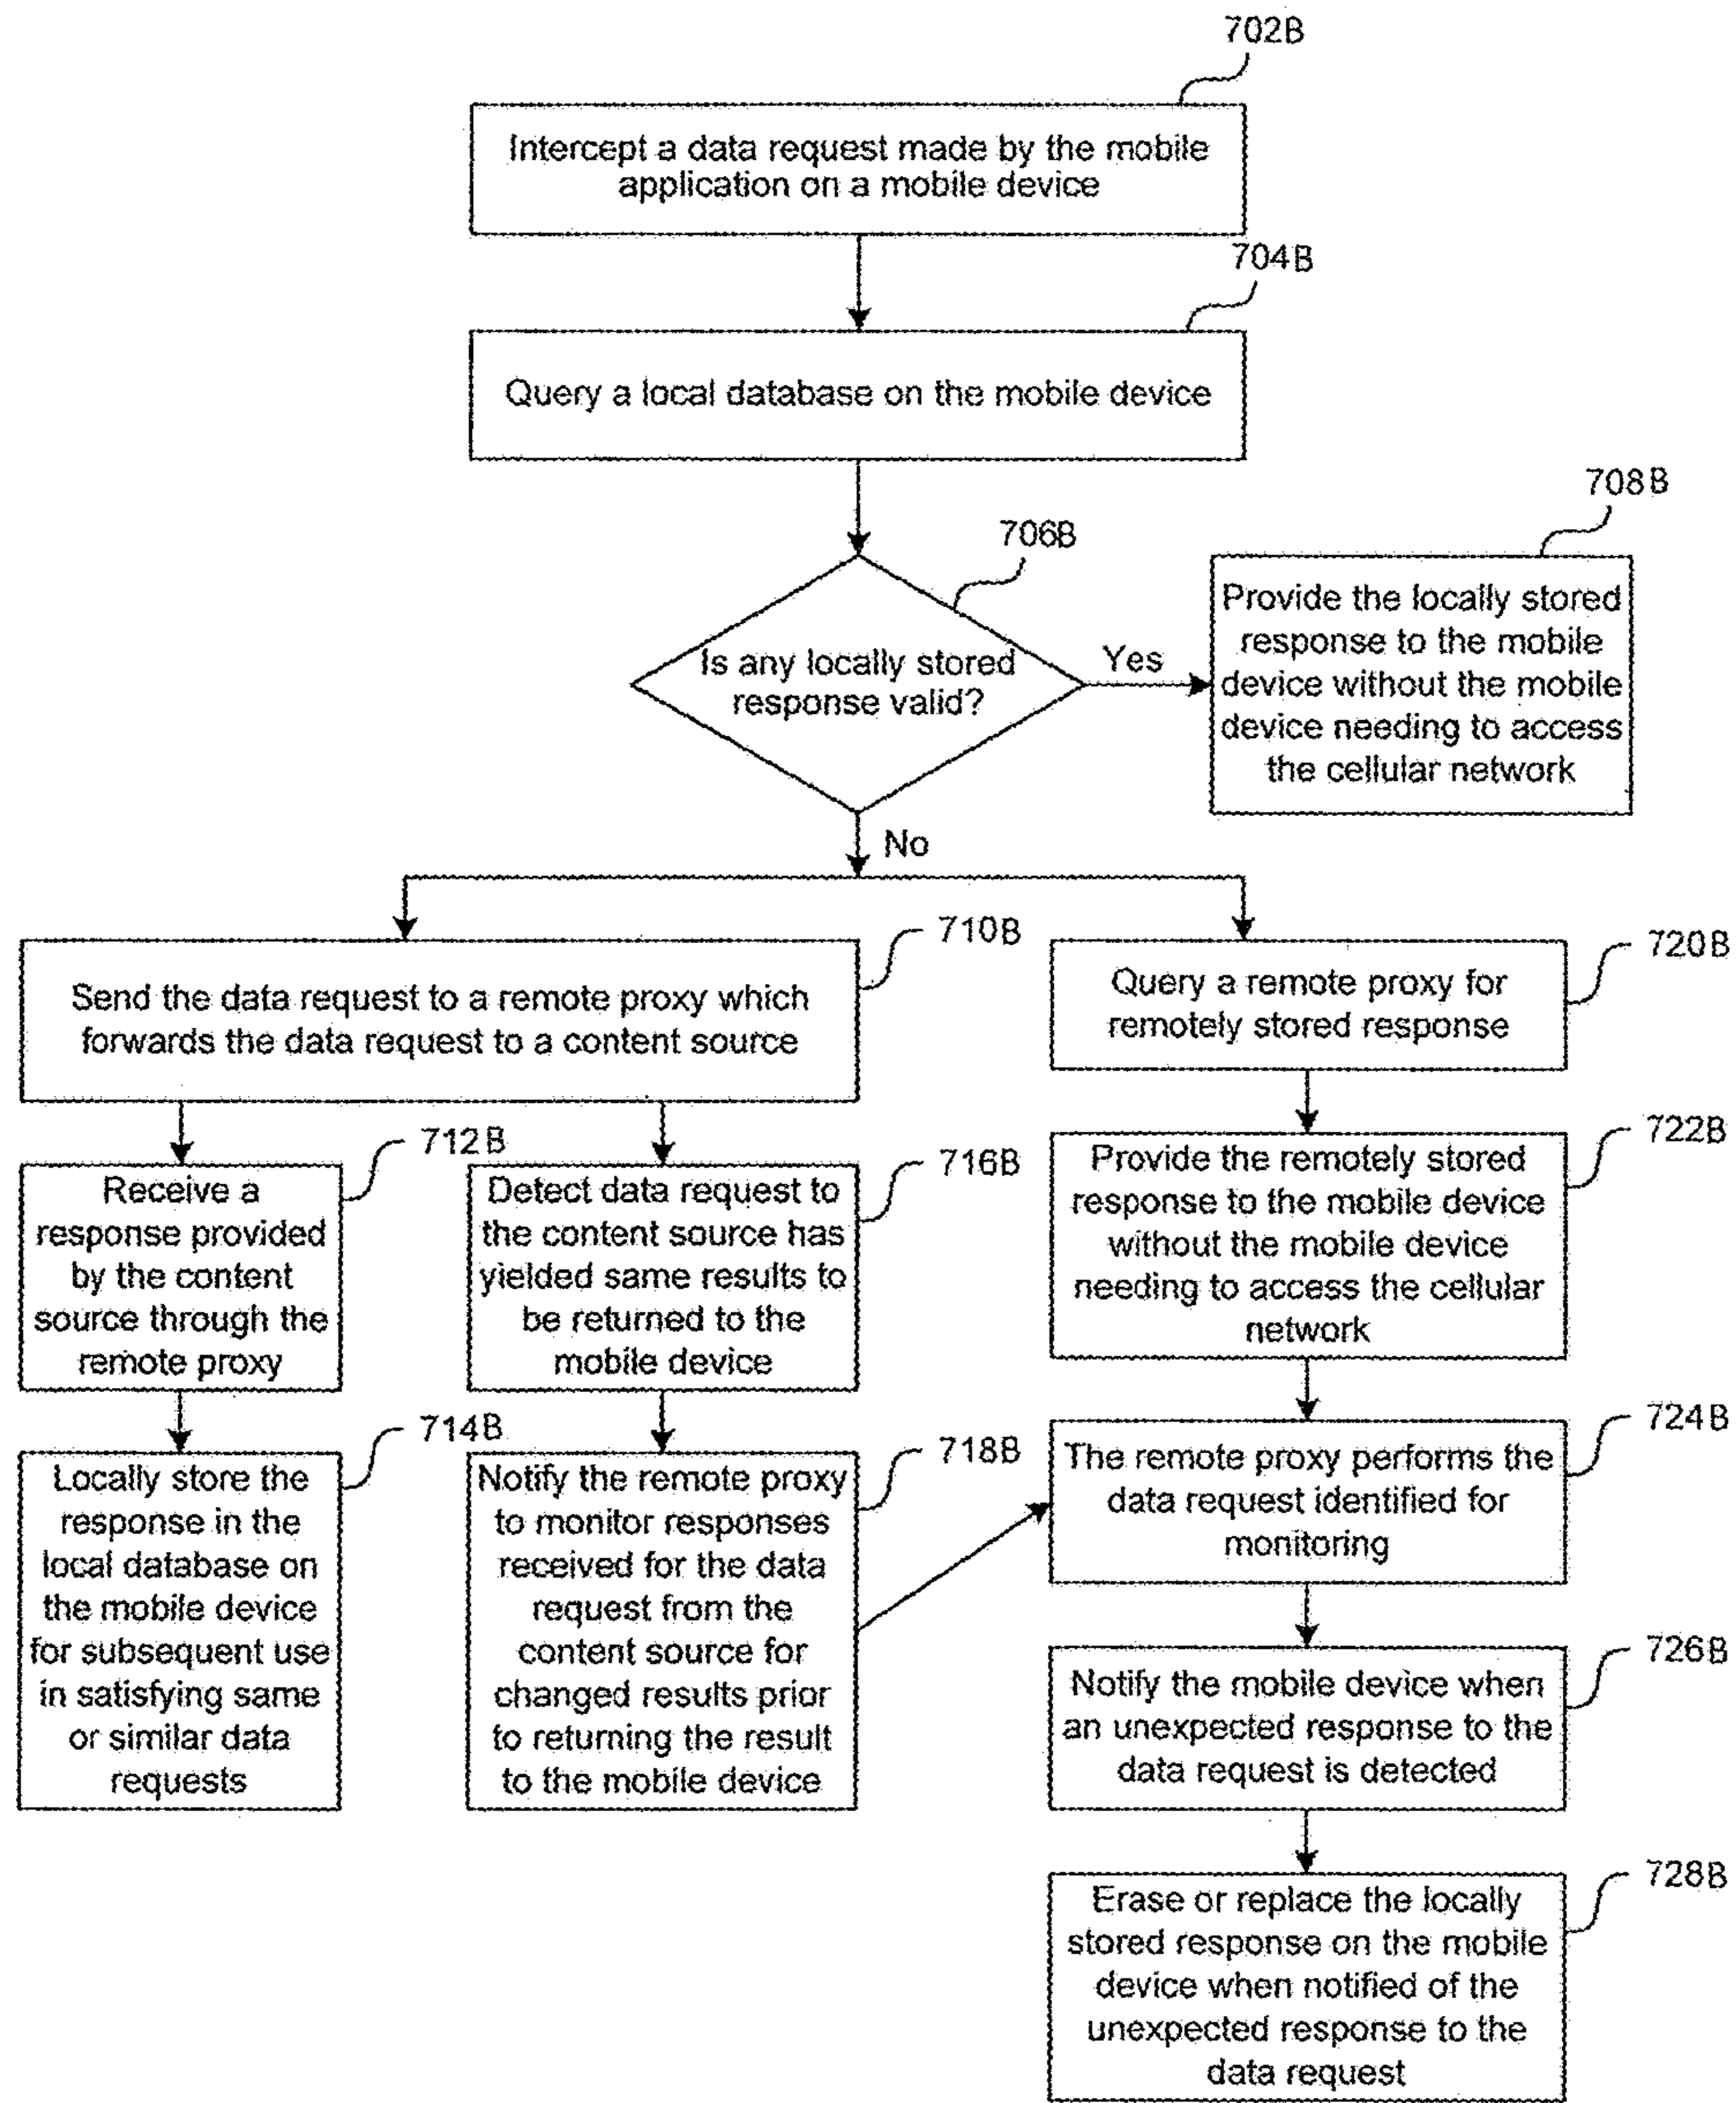 702B
Intercept a data request made by the mobile
application on a mobile device
704B
Query a local database on the mobile device
706B
Is any locally stored
response valid?
Yes
708B
Provide the locally stored
response to the mobile
device without the mobile
device needing to access
the cellular network
No
710B
Send the data request to a remote proxy which
forwards the data request to a content source
712B
Receive a
response provided
by the content
source through the
remote proxy
714B
Locally store the
response in the
local database on
the mobile device
for subsequent use
in satisfying same
or similar data
requests
716B
Detect data request to
the content source has
yielded same results to
be returned to the
mobile device
718B
Notify the remote proxy
to monitor responses
received for the data
request from the
content source for
changed results prior
to returning the result
to the mobile device
720B
Query a remote proxy for
remotely stored response
722B
Provide the remotely stored
response to the mobile device
without the mobile device
needing to access the cellular
network
724B
The remote proxy performs the
data request identified for
monitoring
726B
Notify the mobile device when
an unexpected response to the
data request is detected
728B
Erase or replace the locally
stored response on the mobile
device when notified of the
unexpected response to the
data request